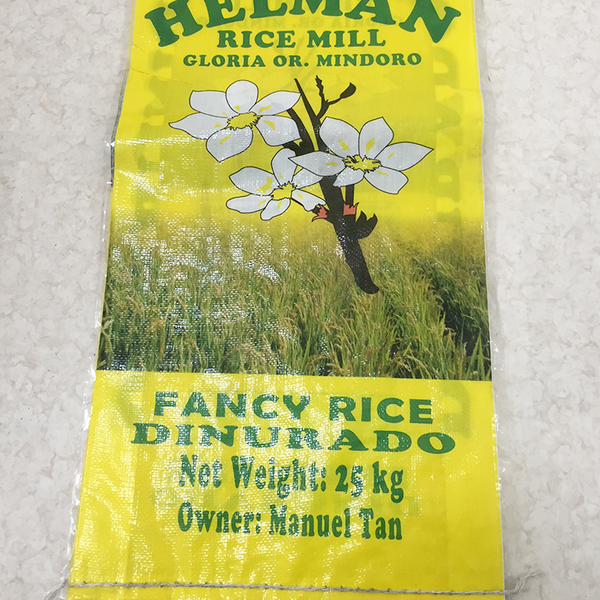 HELMAN
RICE MILL
GLORIA OR. MINDORO
FANCY RICE
DINURADO
Net Weight: 25 kg
Owner: Manuel Tan